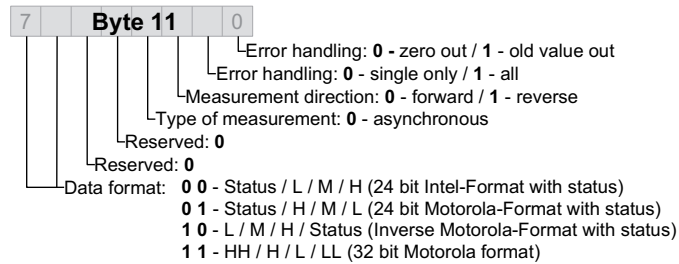 7 Byte 11 0
Error handling: 0 - zero out / 1 - old value out
Error handling: 0 - single only / 1 - all
Measurement direction: 0 - forward / 1 - reverse
Type of measurement: 0 - asynchronous
Reserved: 0
Reserved: 0
Data format: 0 0 - Status / L / M / H (24 bit Intel-Format with status)
0 1 - Status / H / M / L (24 bit Motorola-Format with status)
1 0 - L / M / H / Status (Inverse Motorola-Format with status)
1 1 - HH / H / L / LL (32 bit Motorola format)